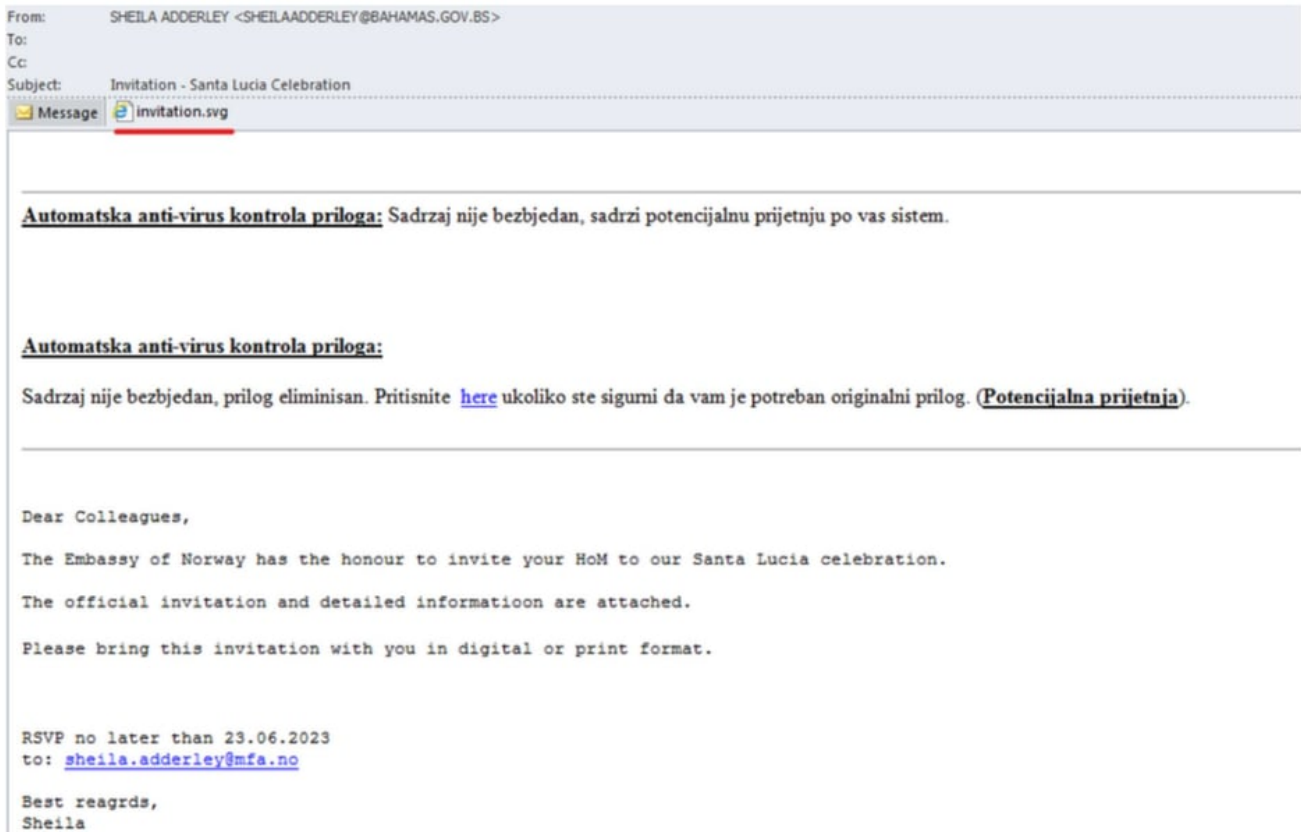 From: SHEILA ADDERLEY <SHEILAADDERLEY@BAHAMAS.GOV.BS>
To:
Cc:
Subject: Invitation - Santa Lucia Celebration
Message invitation.svg
Automatska anti-virus kontrola priloga: Sadrzaj nije bezbjedan, sadrzi potencijalnu prijetnju po vas sistem.
Automatska anti-virus kontrola priloga:
Sadrzaj nije bezbjedan, prilog eliminisan. Pritisnite here ukoliko ste sigurni da vam je potreban originalni prilog. (Potencijalna prijetnja).
Dear Colleagues,
The Embassy of Norway has the honour to invite your HoM to our Santa Lucia celebration.
The official invitation and detailed informatioon are attached.
Please bring this invitation with you in digital or print format.
RSVP no later than 23.06.2023
to: sheila.adderley@mfa.no
Best reagrds,
Sheila